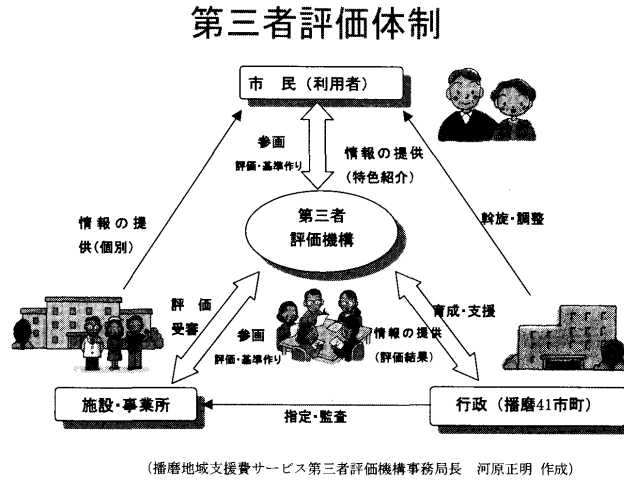 第三者評価体制
市 民（利用者）
参画
評価・基準作り
情報の提供
（特色紹介）
情報の提
供（個別）
第三者
評価機構
斡旋・調整
評 価
受審
参画
評価・基準作り
情報の提供
（評価結果）
育成・支援
施設・事業所
指定・監査
行政（播磨41市町）
（播磨地域支援費サービス第三者評価機構事務局長　河原正明 作成）